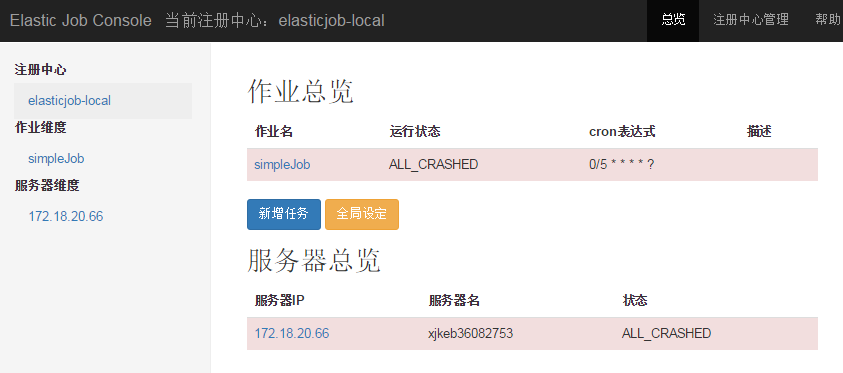 Elastic Job Console 当前注册中心：elasticjob-local 总览 注册中心管理 帮助
注册中心
elasticjob-local
作业维度
simpleJob
服务器维度
172.18.20.66
作业总览
作业名 运行状态 cron表达式 描述
simpleJob ALL_CRASHED 0/5 * * * * ?
新增任务 全局设定
服务器总览
服务器IP 服务器名 状态
172.18.20.66 xjkeb36082753 ALL_CRASHED